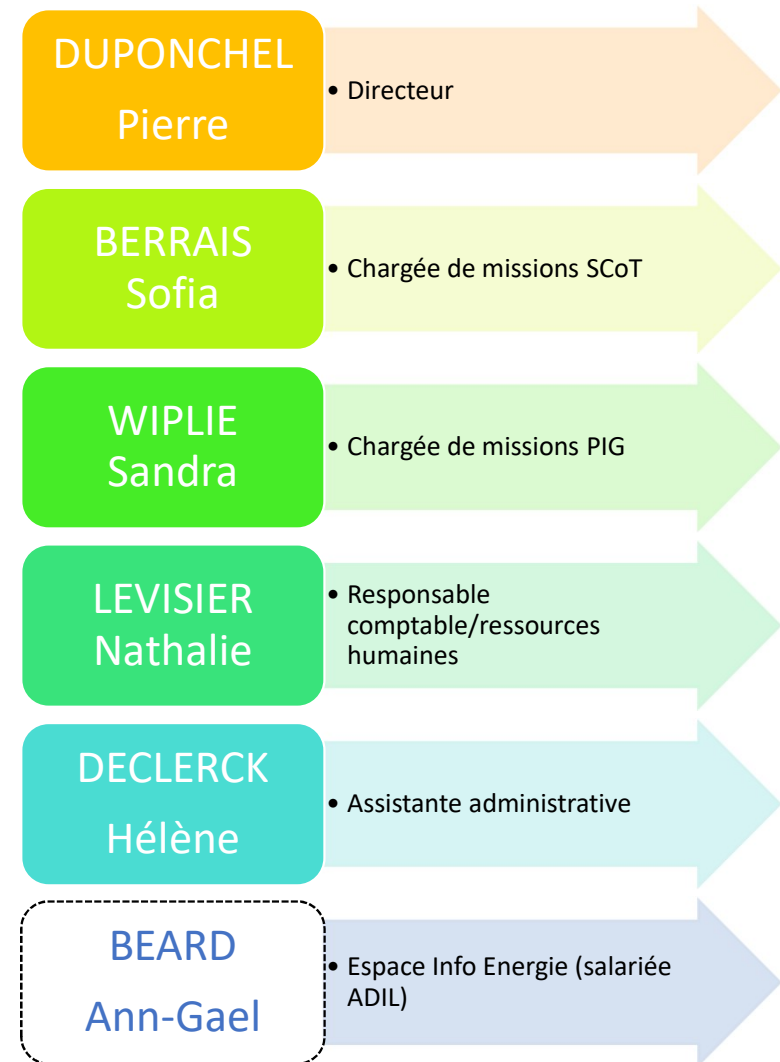 DUPONCHEL
Pierre
• Directeur
BERRAIS
Sofia
• Chargée de missions SCoT
WIPLIE
Sandra
• Chargée de missions PIG
LEVISIER
Nathalie
• Responsable
comptable/ressources
humaines
DECLERCK
Hélène
• Assistante administrative
BEARD
Ann-Gael
• Espace Info Energie (salariée
ADIL)